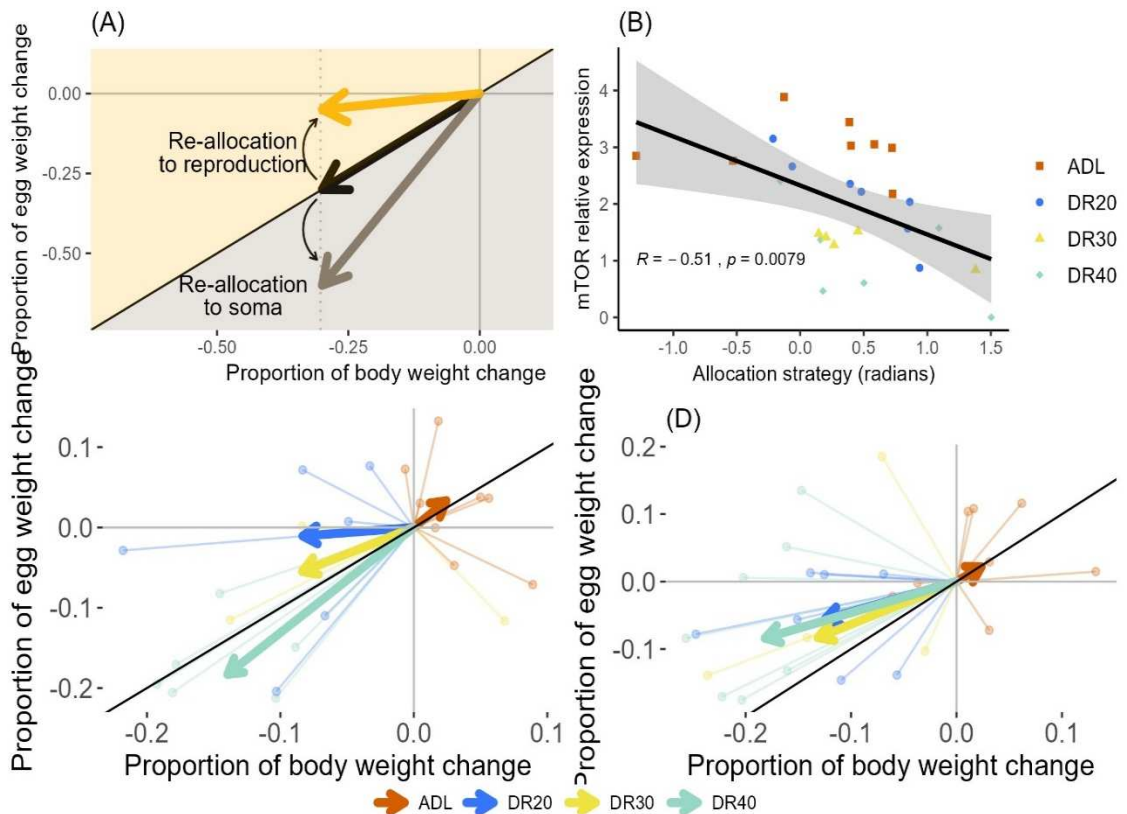 (A)
Proportion of egg weight change
0.00
-0.25
-0.50
Re-allocation
to reproduction
Re-allocation
to soma
-0.50
-0.25
0.00
Proportion of body weight change
(B)
mTOR relative expression
4
3
2
1
0
R = −0.51 , p = 0.0079
-1.0
-0.5
0.0
0.5
1.0
1.5
Allocation strategy (radians)
ADL
DR20
DR30
DR40
Proportion of egg weight change
0.1
0.0
-0.1
-0.2
-0.2
-0.1
0.0
0.1
Proportion of body weight change
(D)
Proportion of egg weight change
0.2
0.1
0.0
-0.1
-0.2
-0.1
0.0
0.1
Proportion of body weight change
ADL
DR20
DR30
DR40